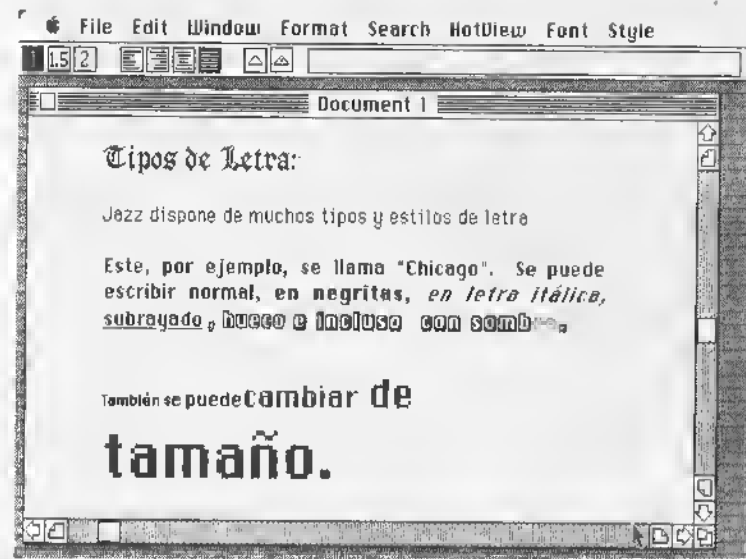 File Edit Window Format Search HotView Font Style
1 1.5 2
Document 1
Tipos de Letra:
Jazz dispone de muchos tipos y estilos de letra
Este, por ejemplo, se llama "Chicago". Se puede
escribir normal, en negritas, en letra itálica,
subrayado, hueco e incluso con sombra.
También se puede cambiar de
tamaño.